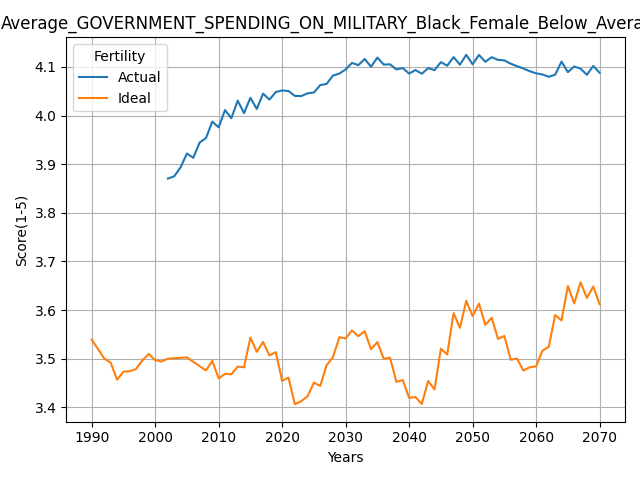 Average_GOVERNMENT_SPENDING_ON_MILITARY_Black_Female_Below_Avera
Fertility
Actual
Ideal
Score(1-5)
4.1
4.0
3.9
3.8
3.7
3.6
3.5
3.4
1990 2000 2010 2020 2030 2040 2050 2060 2070
Years